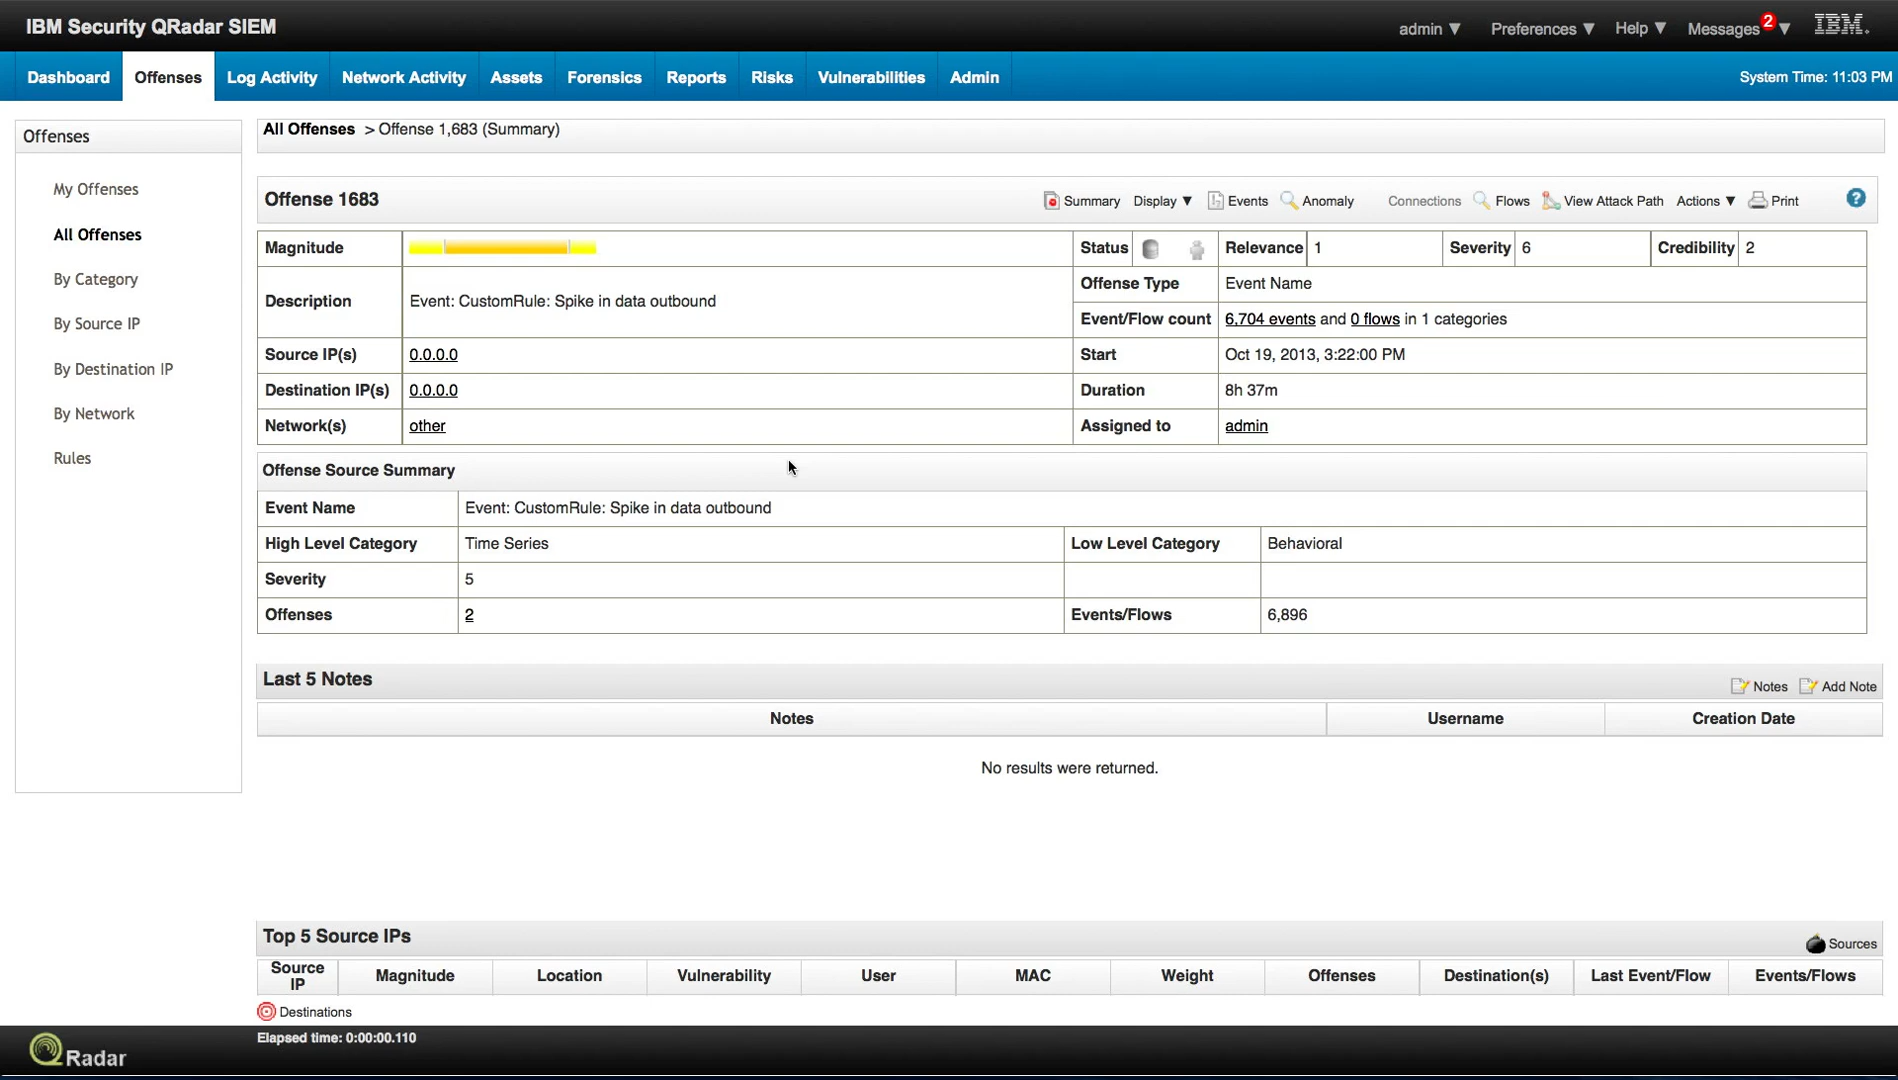 IBM Security QRadar SIEM
admin ▼ Preferences ▼ Help ▼ Messages 2 ▼ IBM.
Dashboard Offenses Log Activity Network Activity Assets Forensics Reports Risks Vulnerabilities Admin System Time: 11:03 PM
Offenses
My Offenses
All Offenses
By Category
By Source IP
By Destination IP
By Network
Rules
All Offenses > Offense 1,683 (Summary)
Offense 1683 Summary Display ▼ Events Anomaly Connections Flows View Attack Path Actions ▼ Print ?
Magnitude Status Relevance 1 Severity 6 Credibility 2
Description Event: CustomRule: Spike in data outbound
Offense Type Event Name
Event/Flow count 6,704 events and 0 flows in 1 categories
Source IP(s) 0.0.0.0 Start Oct 19, 2013, 3:22:00 PM
Destination IP(s) 0.0.0.0 Duration 8h 37m
Network(s) other Assigned to admin
Offense Source Summary
Event Name Event: CustomRule: Spike in data outbound
High Level Category Time Series Low Level Category Behavioral
Severity 5
Offenses 2 Events/Flows 6,896
Last 5 Notes Notes Add Note
Notes Username Creation Date
No results were returned.
Top 5 Source IPs Sources
Source IP Magnitude Location Vulnerability User MAC Weight Offenses Destination(s) Last Event/Flow Events/Flows
Destinations
Elapsed time: 0:00:00.110
QRadar